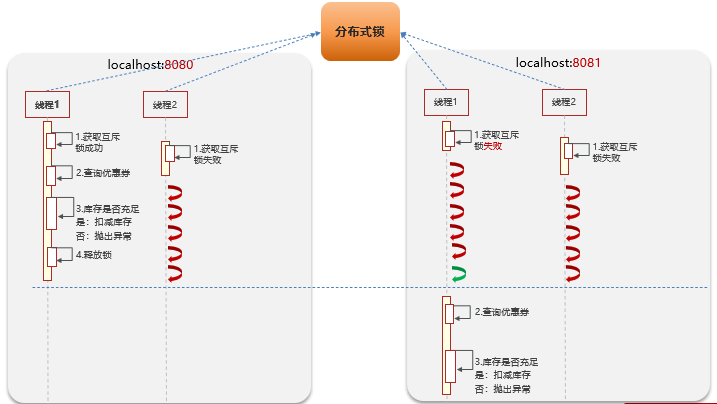 分布式锁
localhost:8080
线程1
线程2
1.获取互斥
锁成功
2.查询优惠券
3.库存是否充足
是：扣减库存
否：抛出异常
4.释放锁
1.获取互斥
锁失败
localhost:8081
线程1
线程2
1.获取互斥
锁失败
2.查询优惠券
3.库存是否充足
是：扣减库存
否：抛出异常
1.获取互斥
锁失败